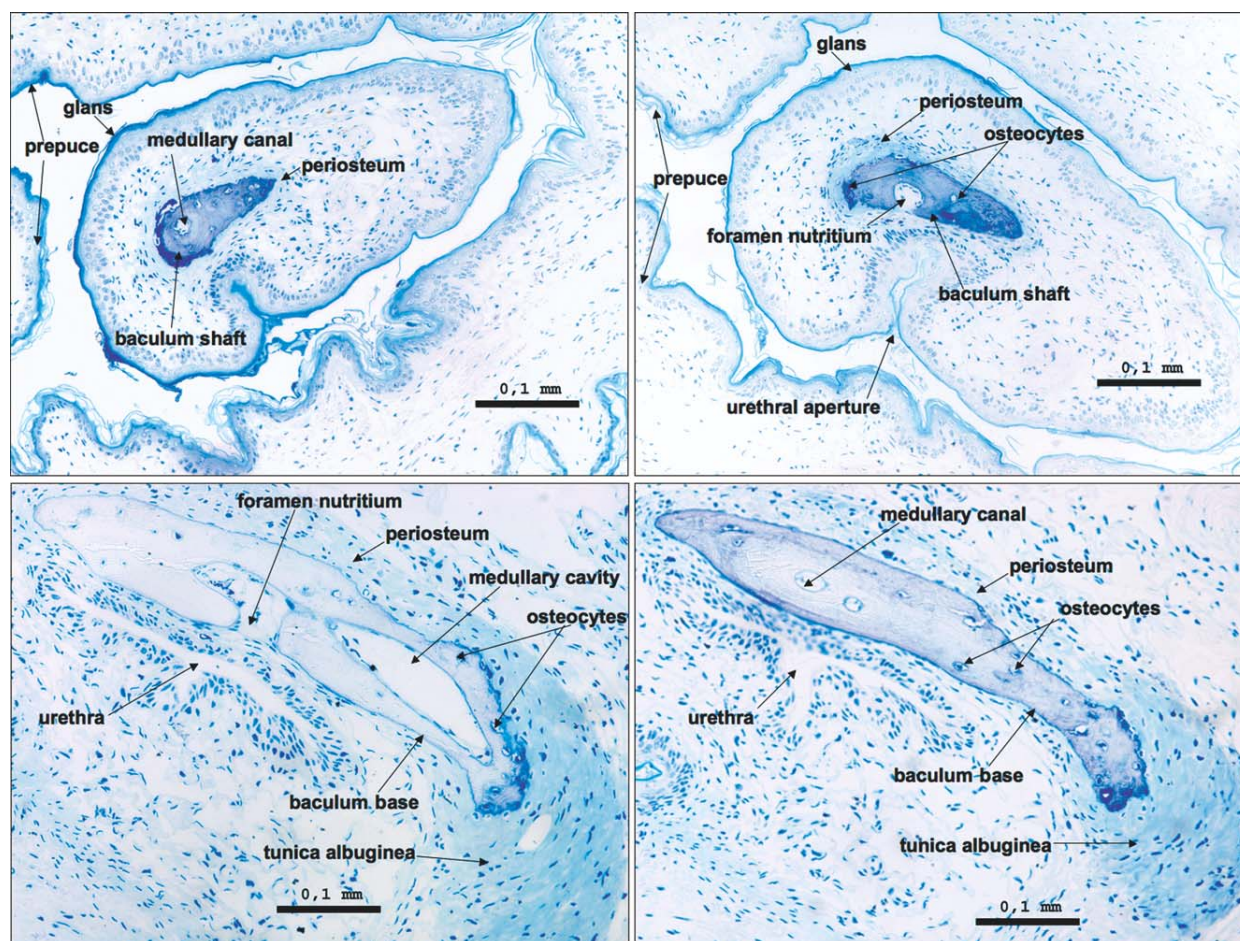 glans
prepuce
medullary canal
periosteum
baculum shaft
0,1 mm
glans
periosteum
osteocytes
prepuce
foramen nutritium
baculum shaft
urethral aperture
0,1 mm
foramen nutritium
periosteum
medullary cavity
osteocytes
urethra
baculum base
tunica albuginea
0,1 mm
medullary canal
periosteum
osteocytes
urethra
baculum base
tunica albuginea
0,1 mm